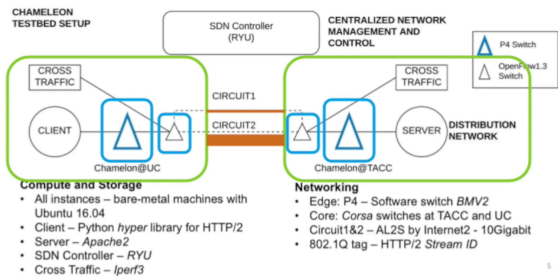 CHAMELEON
TESTBED SETUP
SDN Controller
(RYU)
CENTRALIZED NETWORK
MANAGEMENT AND
CONTROL
P4 Switch
OpenFlow1.3
Switch
CROSS
TRAFFIC
CIRCUIT1
CROSS
TRAFFIC
CLIENT
CIRCUIT2
SERVER
DISTRIBUTION
NETWORK
Chamelon@UC
Chamelon@TACC
Compute and Storage
• All instances – bare-metal machines with
Ubuntu 16.04
• Client – Python hyper library for HTTP/2
• Server – Apache2
• SDN Controller – RYU
• Cross Traffic – Iperf3
Networking
• Edge: P4 – Software switch BMV2
• Core: Corsa switches at TACC and UC
• Circuit1&2 – AL2S by Internet2 - 10Gigabit
• 802.1Q tag – HTTP/2 Stream ID
5